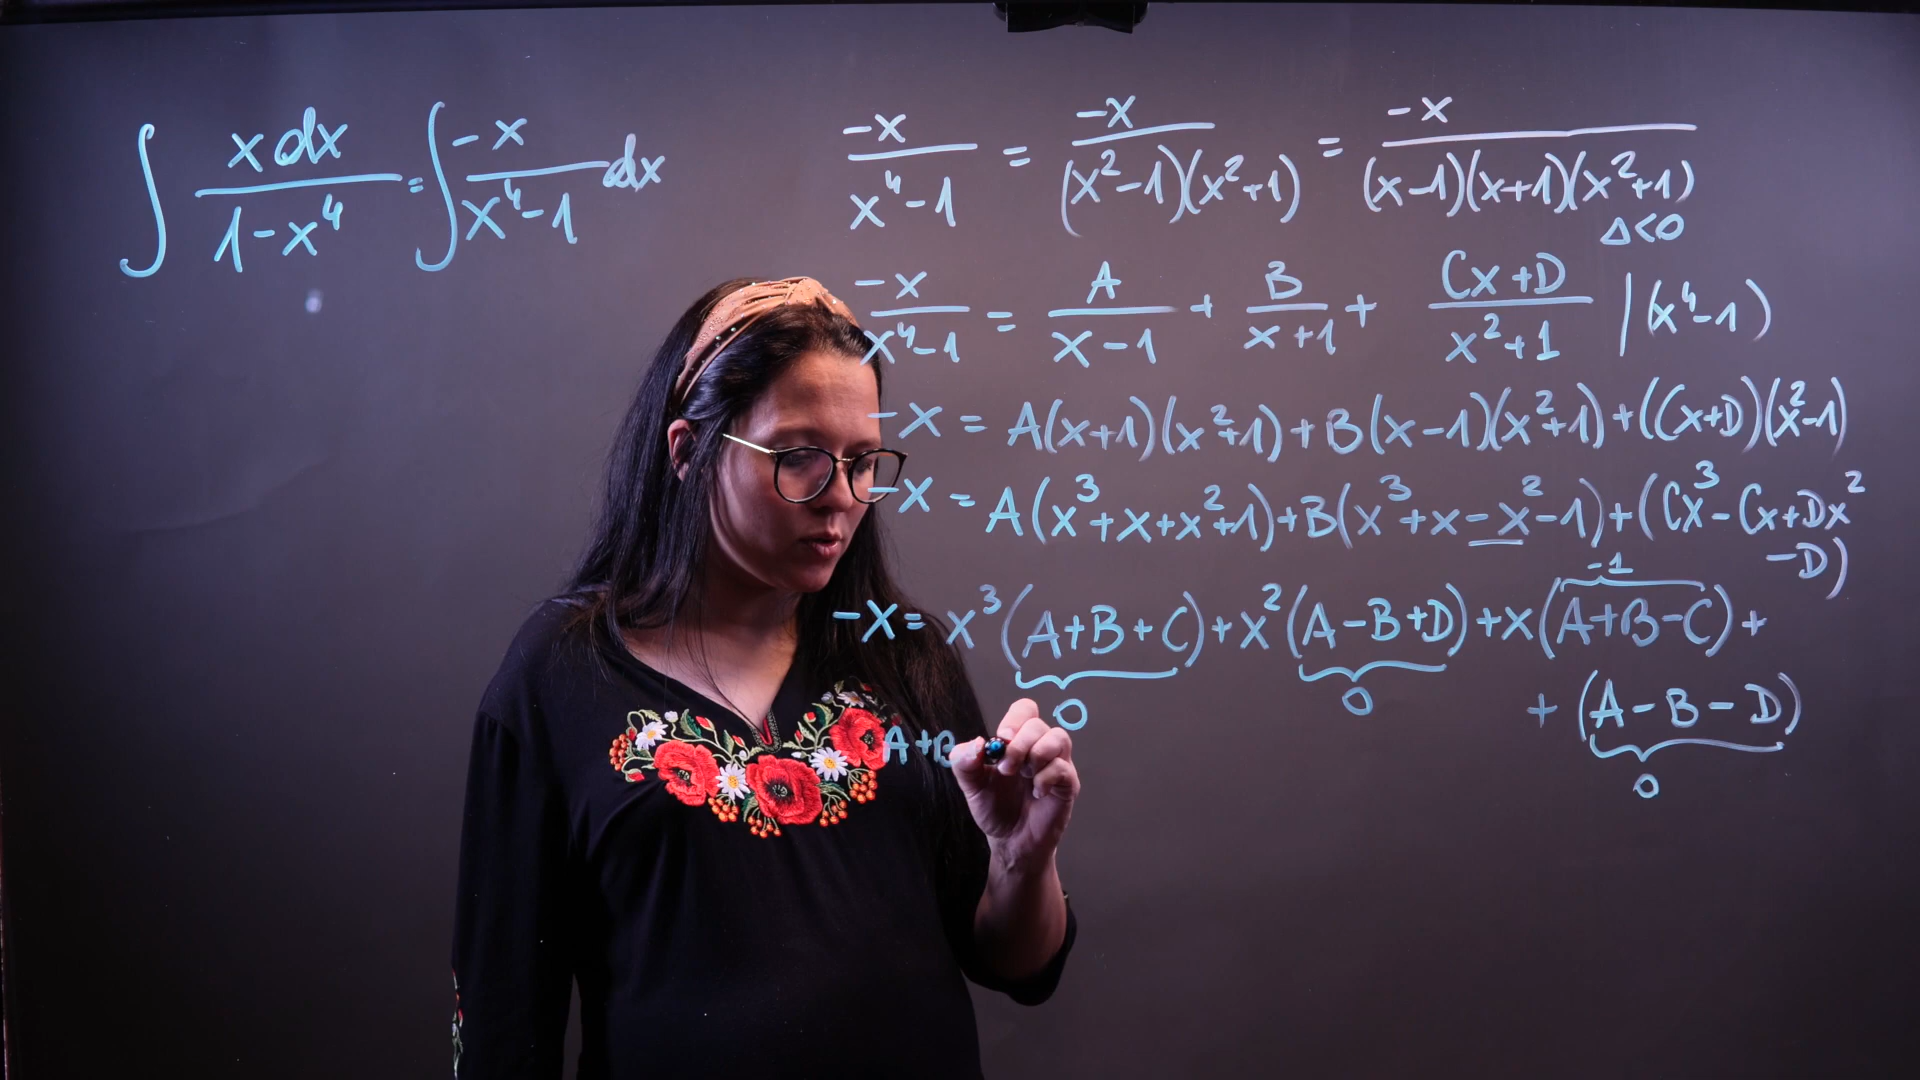 ∫ x dx / (1-x⁴) = ∫ -x / (x⁴-1) dx
-x / (x⁴-1) = -x / ((x²-1)(x²+1)) = -x / ((x-1)(x+1)(x²+1))
Δ<0
-x / (x⁴-1) = A / (x-1) + B / (x+1) + (Cx+D) / (x²+1) | (x⁴-1)
-x = A(x+1)(x²+1)+B(x-1)(x²+1)+(Cx+D)(x²-1)
-x = A(x³+x+x²+1)+B(x³+x-x²-1)+(Cx³-Cx+Dx²
-D)
-1
-x = x³(A+B+C)+x²(A-B+D)+x(A+B-C)+
0 0
+(A-B-D)
0
A+B